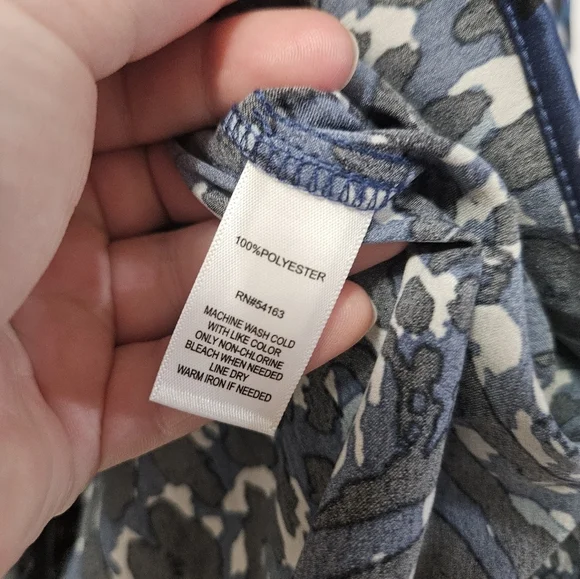 100%POLYESTER
RN#54163
MACHINE WASH COLD
WITH LIKE COLOR
ONLY NON-CHLORINE
BLEACH WHEN NEEDED
LINE DRY
WARM IRON IF NEEDED